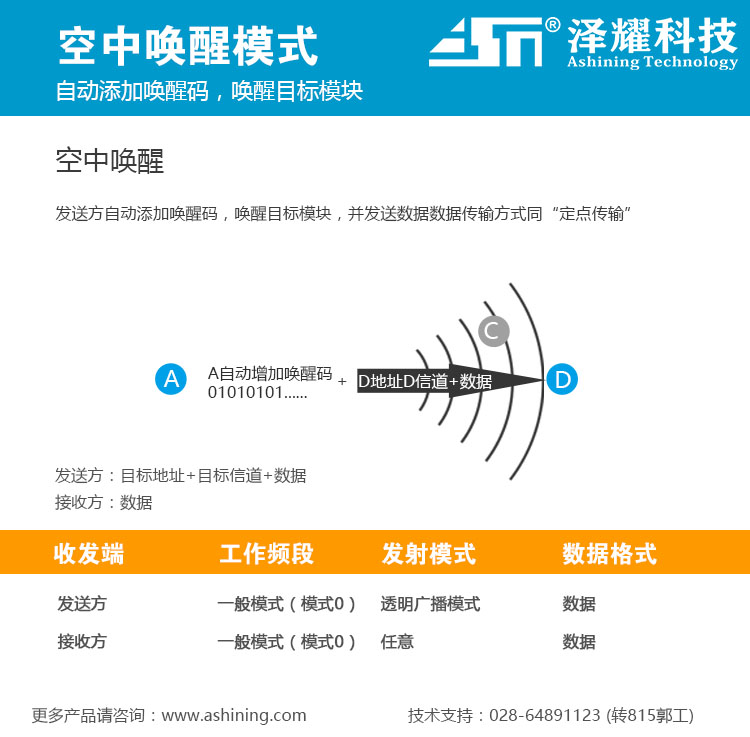 空中唤醒模式
自动添加唤醒码，唤醒目标模块
ASN® 泽耀科技
Ashining Technology
空中唤醒
发送方自动添加唤醒码，唤醒目标模块，并发送数据数据传输方式同“定点传输”
C
A
A自动增加唤醒码
01010101......
+
D地址D信道+数据
D
发送方：目标地址+目标信道+数据
接收方：数据
收发端 工作频段 发射模式 数据格式
发送方 一般模式（模式0） 透明广播模式 数据
接收方 一般模式（模式0） 任意 数据
更多产品请咨询：www.ashining.com 技术支持：028-64891123 (转815郭工)